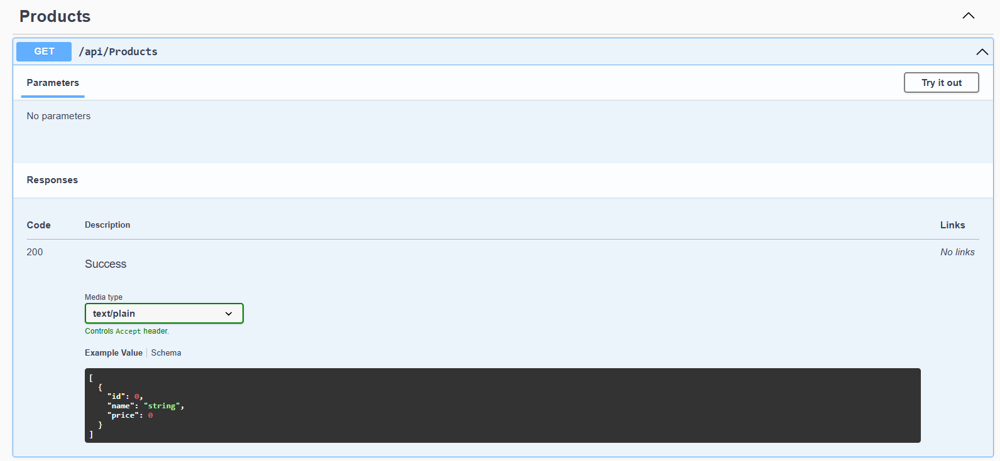 Products
GET /api/Products
Parameters Try it out
No parameters
Responses
Code Description Links
200 No links
Success
Media type
text/plain
Controls Accept header.
Example Value Schema
[
  {
    "id": 0,
    "name": "string",
    "price": 0
  }
]